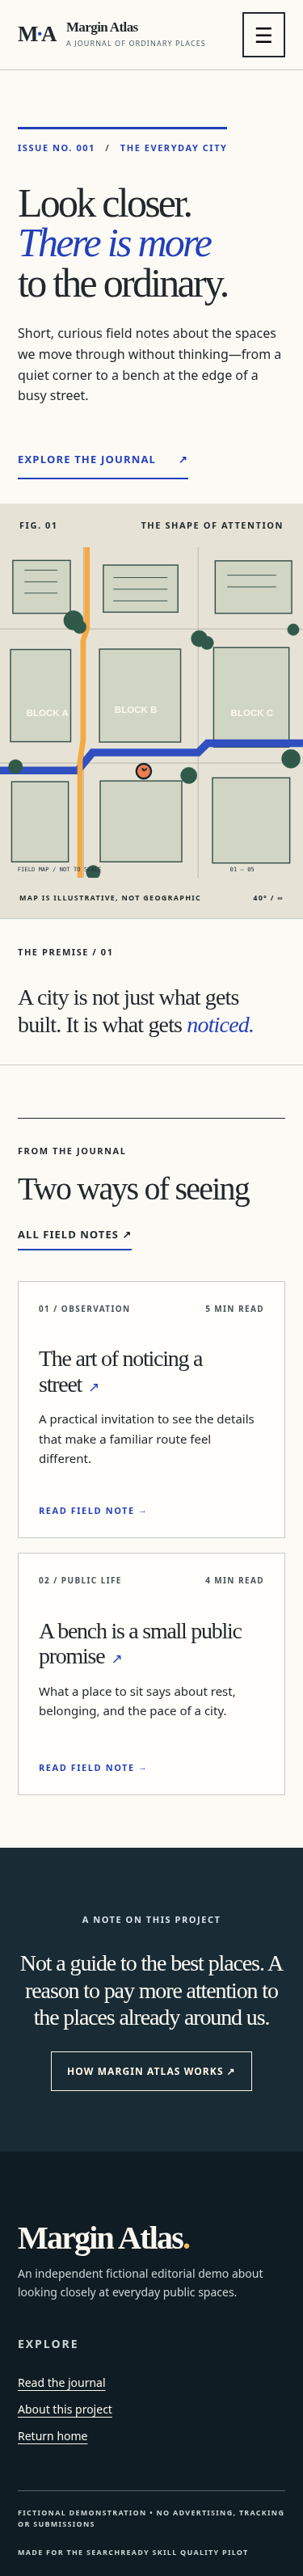 M·A
Margin Atlas
A JOURNAL OF ORDINARY PLACES
ISSUE NO. 001 / THE EVERYDAY CITY
Look closer.
There is more
to the ordinary.
Short, curious field notes about the spaces
we move through without thinking—from a
quiet corner to a bench at the edge of a
busy street.
EXPLORE THE JOURNAL ↗
FIG. 01 THE SHAPE OF ATTENTION
BLOCK A BLOCK B BLOCK C
FIELD MAP / NOT TO SCALE 01 — 05
MAP IS ILLUSTRATIVE, NOT GEOGRAPHIC 40° / ∞
THE PREMISE / 01
A city is not just what gets
built. It is what gets noticed.
FROM THE JOURNAL
Two ways of seeing
ALL FIELD NOTES ↗
01 / OBSERVATION 5 MIN READ
The art of noticing a
street ↗
A practical invitation to see the details
that make a familiar route feel
different.
READ FIELD NOTE →
02 / PUBLIC LIFE 4 MIN READ
A bench is a small public
promise ↗
What a place to sit says about rest,
belonging, and the pace of a city.
READ FIELD NOTE →
A NOTE ON THIS PROJECT
Not a guide to the best places. A
reason to pay more attention to
the places already around us.
HOW MARGIN ATLAS WORKS ↗
Margin Atlas.
An independent fictional editorial demo about
looking closely at everyday public spaces.
EXPLORE
Read the journal
About this project
Return home
FICTIONAL DEMONSTRATION • NO ADVERTISING, TRACKING
OR SUBMISSIONS
MADE FOR THE SEARCHREADY SKILL QUALITY PILOT